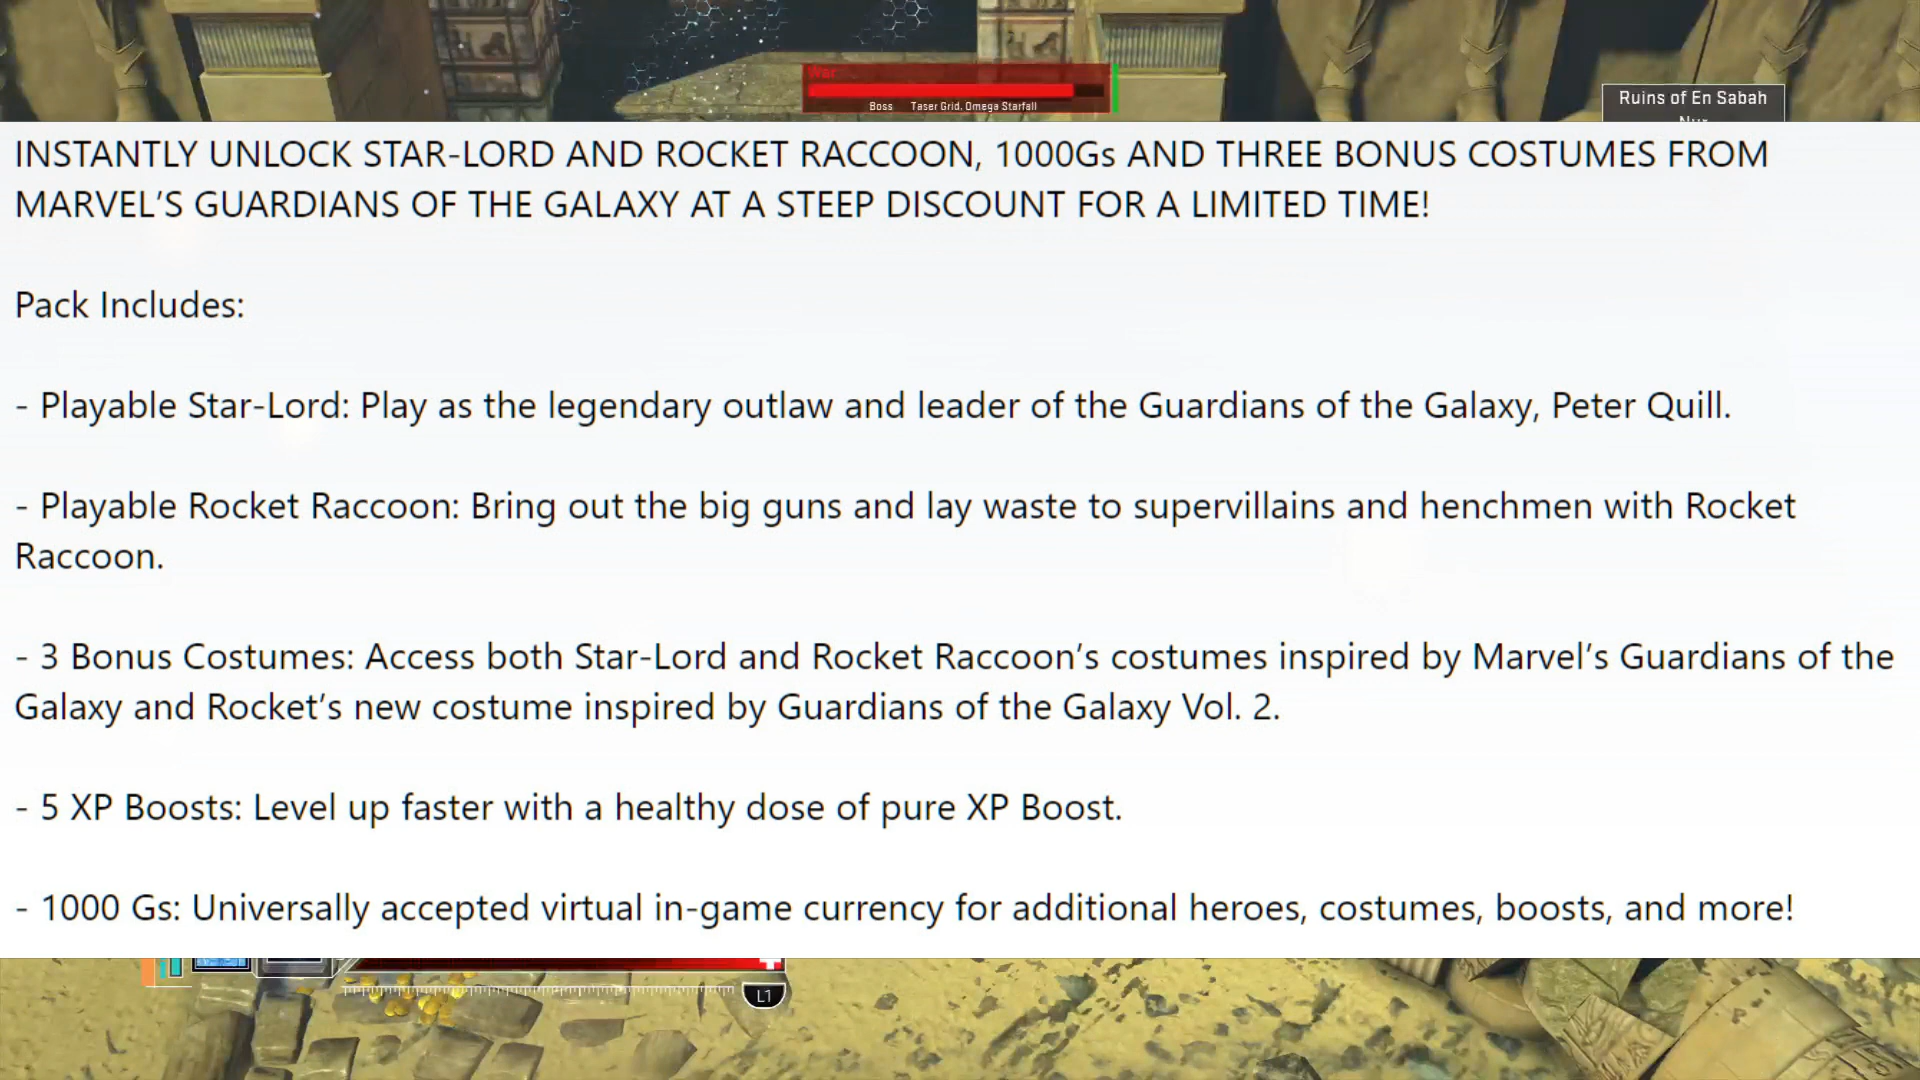 War
Boss Taser Grid, Omega Starfall
Ruins of En Sabah
Nur
INSTANTLY UNLOCK STAR-LORD AND ROCKET RACCOON, 1000Gs AND THREE BONUS COSTUMES FROM
MARVEL’S GUARDIANS OF THE GALAXY AT A STEEP DISCOUNT FOR A LIMITED TIME!
Pack Includes:
- Playable Star-Lord: Play as the legendary outlaw and leader of the Guardians of the Galaxy, Peter Quill.
- Playable Rocket Raccoon: Bring out the big guns and lay waste to supervillains and henchmen with Rocket
Raccoon.
- 3 Bonus Costumes: Access both Star-Lord and Rocket Raccoon’s costumes inspired by Marvel’s Guardians of the
Galaxy and Rocket’s new costume inspired by Guardians of the Galaxy Vol. 2.
- 5 XP Boosts: Level up faster with a healthy dose of pure XP Boost.
- 1000 Gs: Universally accepted virtual in-game currency for additional heroes, costumes, boosts, and more!
L1